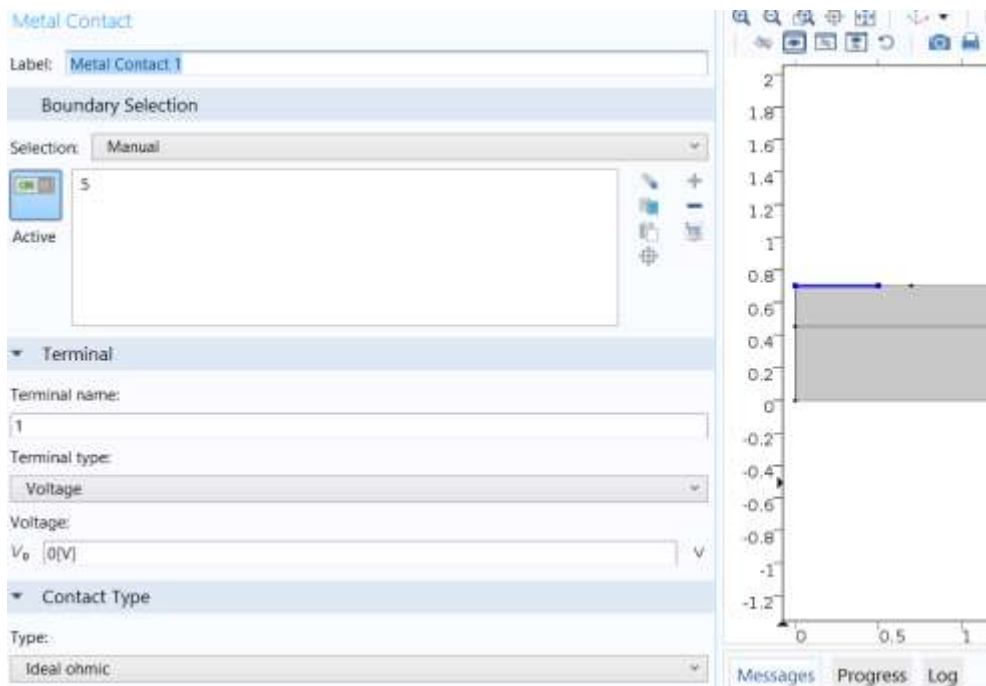 Metal Contact
Label: Metal Contact 1
Boundary Selection
Selection: Manual
5
Active
Terminal
Terminal name:
1
Terminal type:
Voltage
Voltage:
V₀ 0[V] V
Contact Type
Type:
Ideal ohmic
2
1.8
1.6
1.4
1.2
1
0.8
0.6
0.4
0.2
0
-0.2
-0.4
-0.6
-0.8
-1
-1.2
0 0.5 1
Messages Progress Log